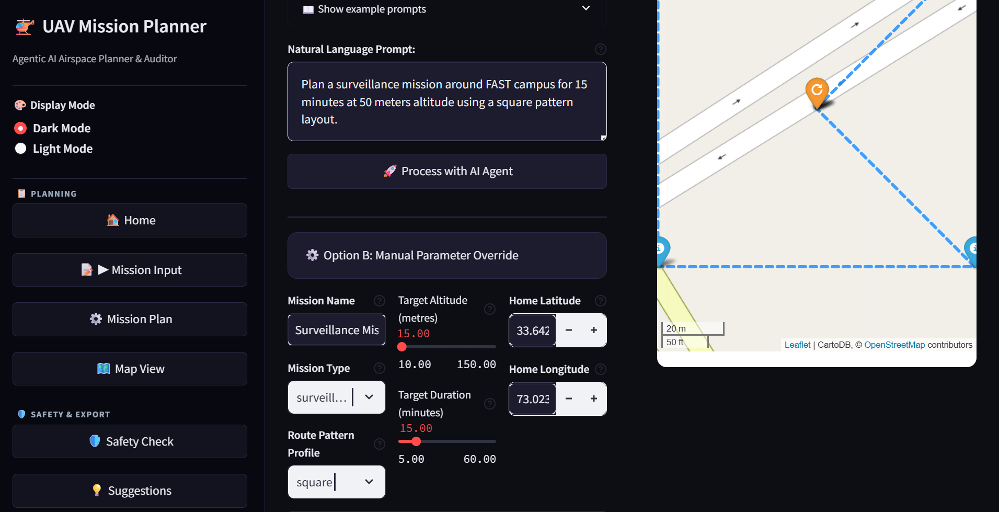 UAV Mission Planner
Agentic AI Airspace Planner & Auditor
Display Mode
Dark Mode
Light Mode
PLANNING
Home
▶ Mission Input
Mission Plan
Map View
SAFETY & EXPORT
Safety Check
Suggestions
Show example prompts
Natural Language Prompt:
Plan a surveillance mission around FAST campus for 15
minutes at 50 meters altitude using a square pattern
layout.
Process with AI Agent
Option B: Manual Parameter Override
Mission Name
Surveillance Mis
Mission Type
surveill...
Route Pattern
Profile
square
Target Altitude
(metres)
15.00
10.00 150.00
Target Duration
(minutes)
15.00
5.00 60.00
Home Latitude
33.642
Home Longitude
73.023
20 m
50 ft
Leaflet | CartoDB, © OpenStreetMap contributors